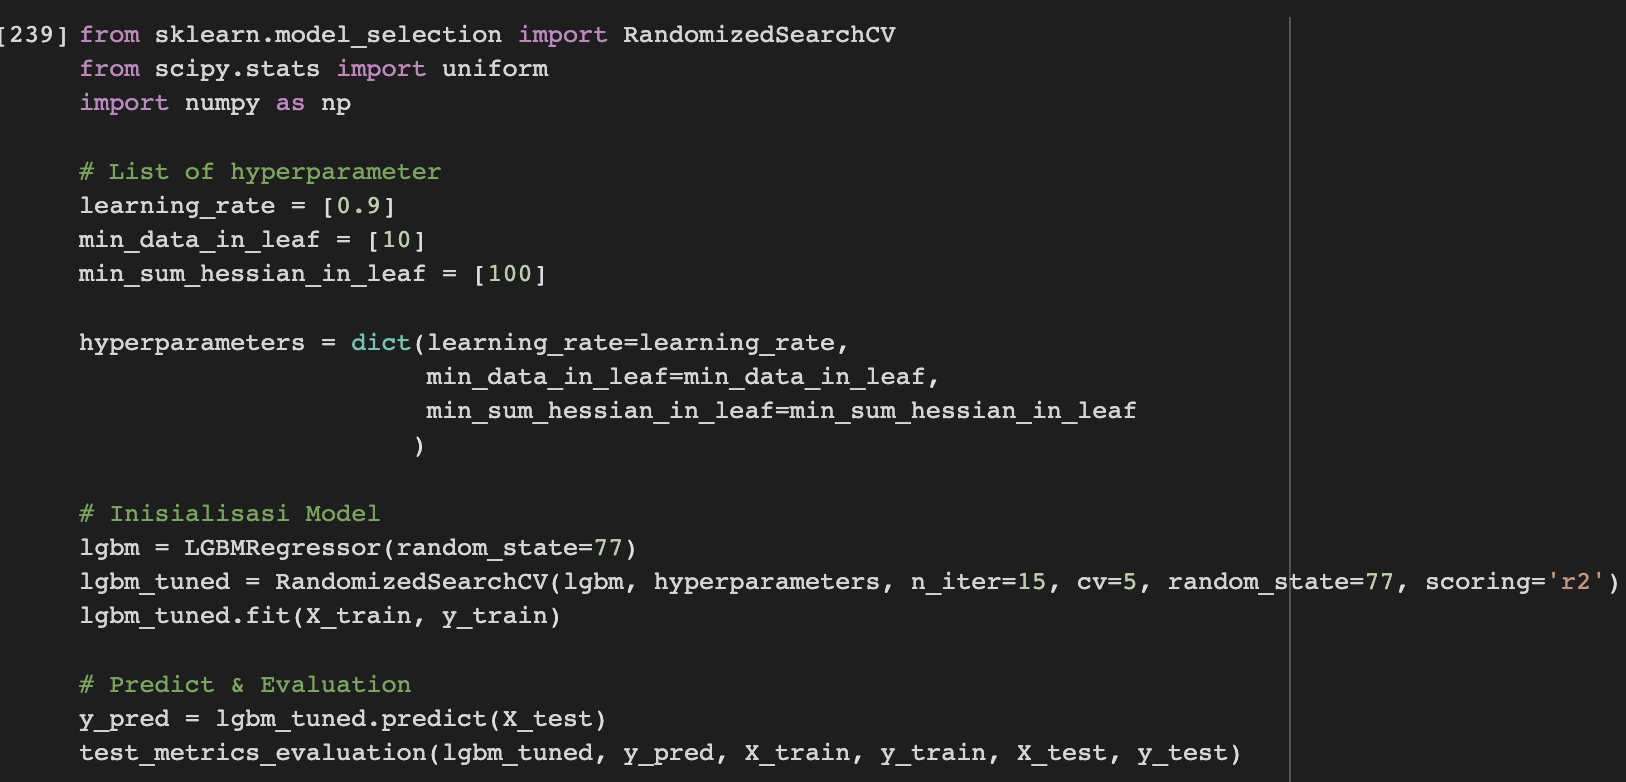 [239] from sklearn.model_selection import RandomizedSearchCV
from scipy.stats import uniform
import numpy as np
# List of hyperparameter
learning_rate = [0.9]
min_data_in_leaf = [10]
min_sum_hessian_in_leaf = [100]
hyperparameters = dict(learning_rate=learning_rate,
min_data_in_leaf=min_data_in_leaf,
min_sum_hessian_in_leaf=min_sum_hessian_in_leaf
)
# Inisialisasi Model
lgbm = LGBMRegressor(random_state=77)
lgbm_tuned = RandomizedSearchCV(lgbm, hyperparameters, n_iter=15, cv=5, random_state=77, scoring='r2')
lgbm_tuned.fit(X_train, y_train)
# Predict & Evaluation
y_pred = lgbm_tuned.predict(X_test)
test_metrics_evaluation(lgbm_tuned, y_pred, X_train, y_train, X_test, y_test)